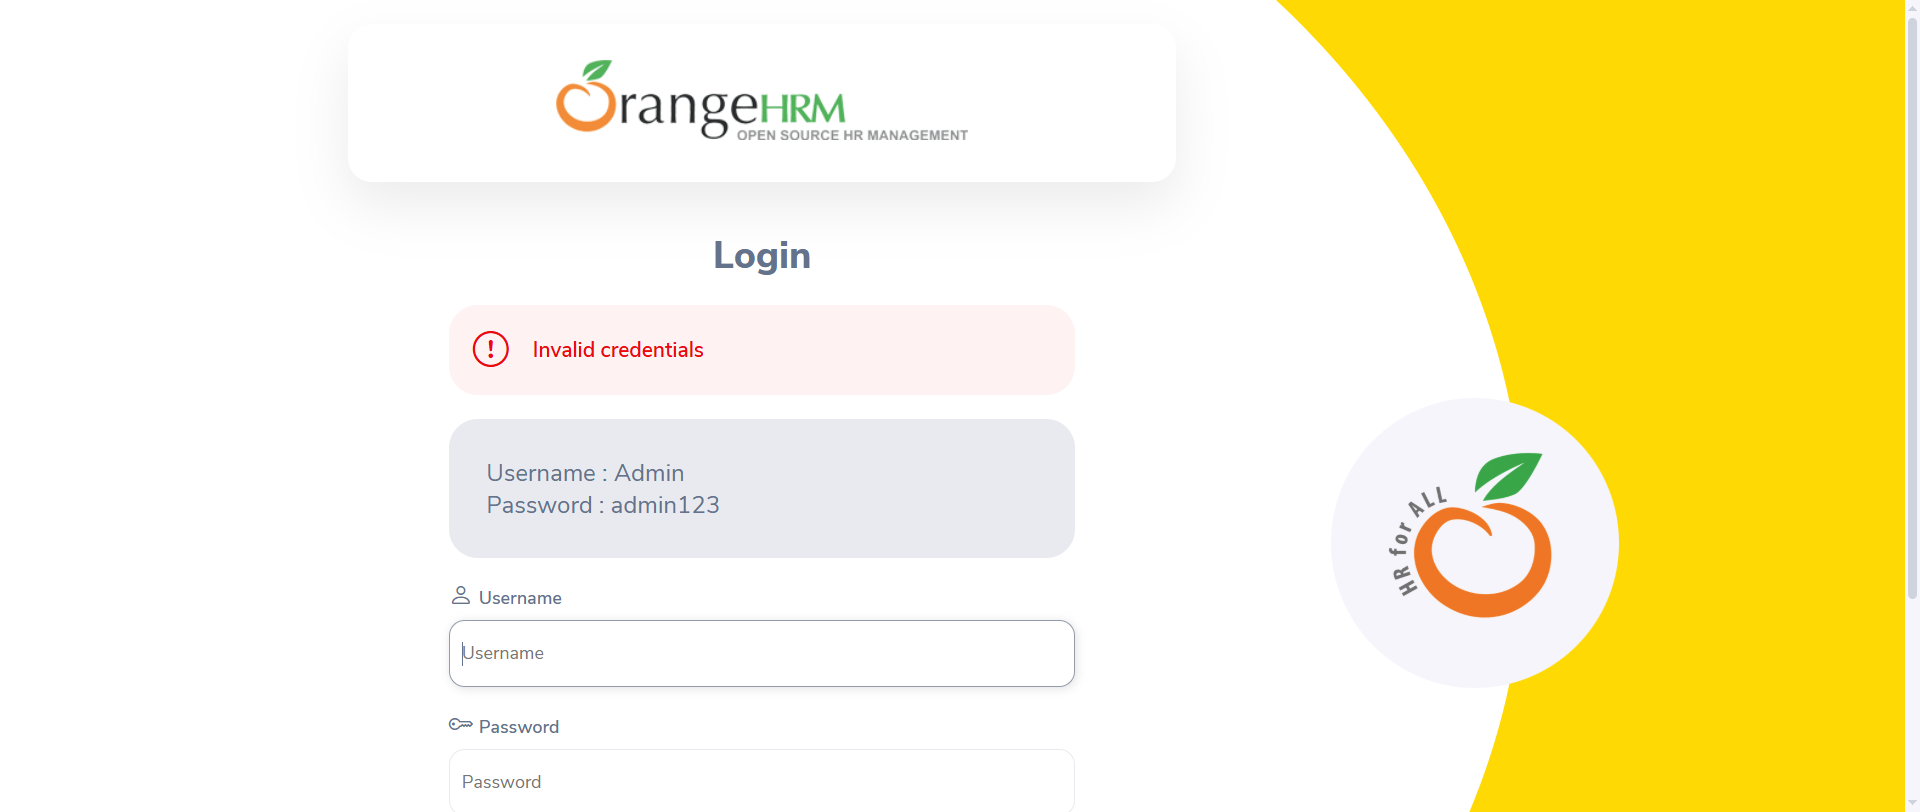 OrangeHRM
OPEN SOURCE HR MANAGEMENT
Login
Invalid credentials
Username : Admin
Password : admin123
Username
Username
Password
Password
HR for ALL